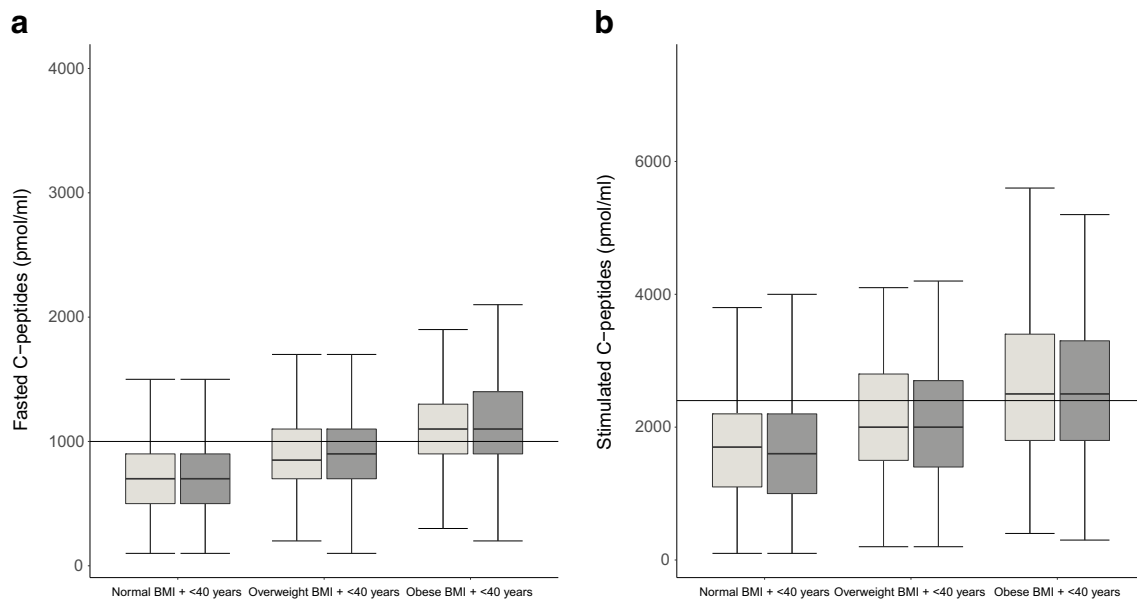 a
Fasted C−peptides (pmol/ml)
4000
3000
2000
1000
0
Normal BMI + <40 years Overweight BMI + <40 years Obese BMI + <40 years
b
Stimulated C−peptides (pmol/ml)
6000
4000
2000
0
Normal BMI + <40 years Overweight BMI + <40 years Obese BMI + <40 years